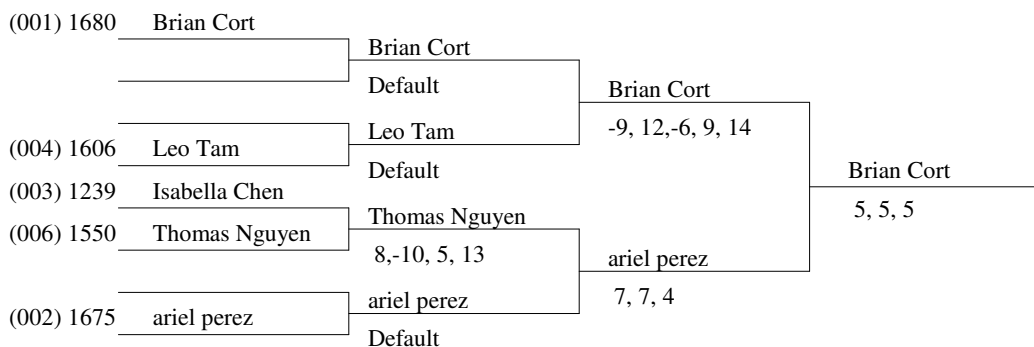 (001) 1680 Brian Cort
Brian Cort
Default
Brian Cort
-9, 12,-6, 9, 14
Leo Tam
(004) 1606 Leo Tam
Default
Brian Cort
5, 5, 5
(003) 1239 Isabella Chen
Thomas Nguyen
(006) 1550 Thomas Nguyen
8,-10, 5, 13
ariel perez
7, 7, 4
ariel perez
(002) 1675 ariel perez
Default